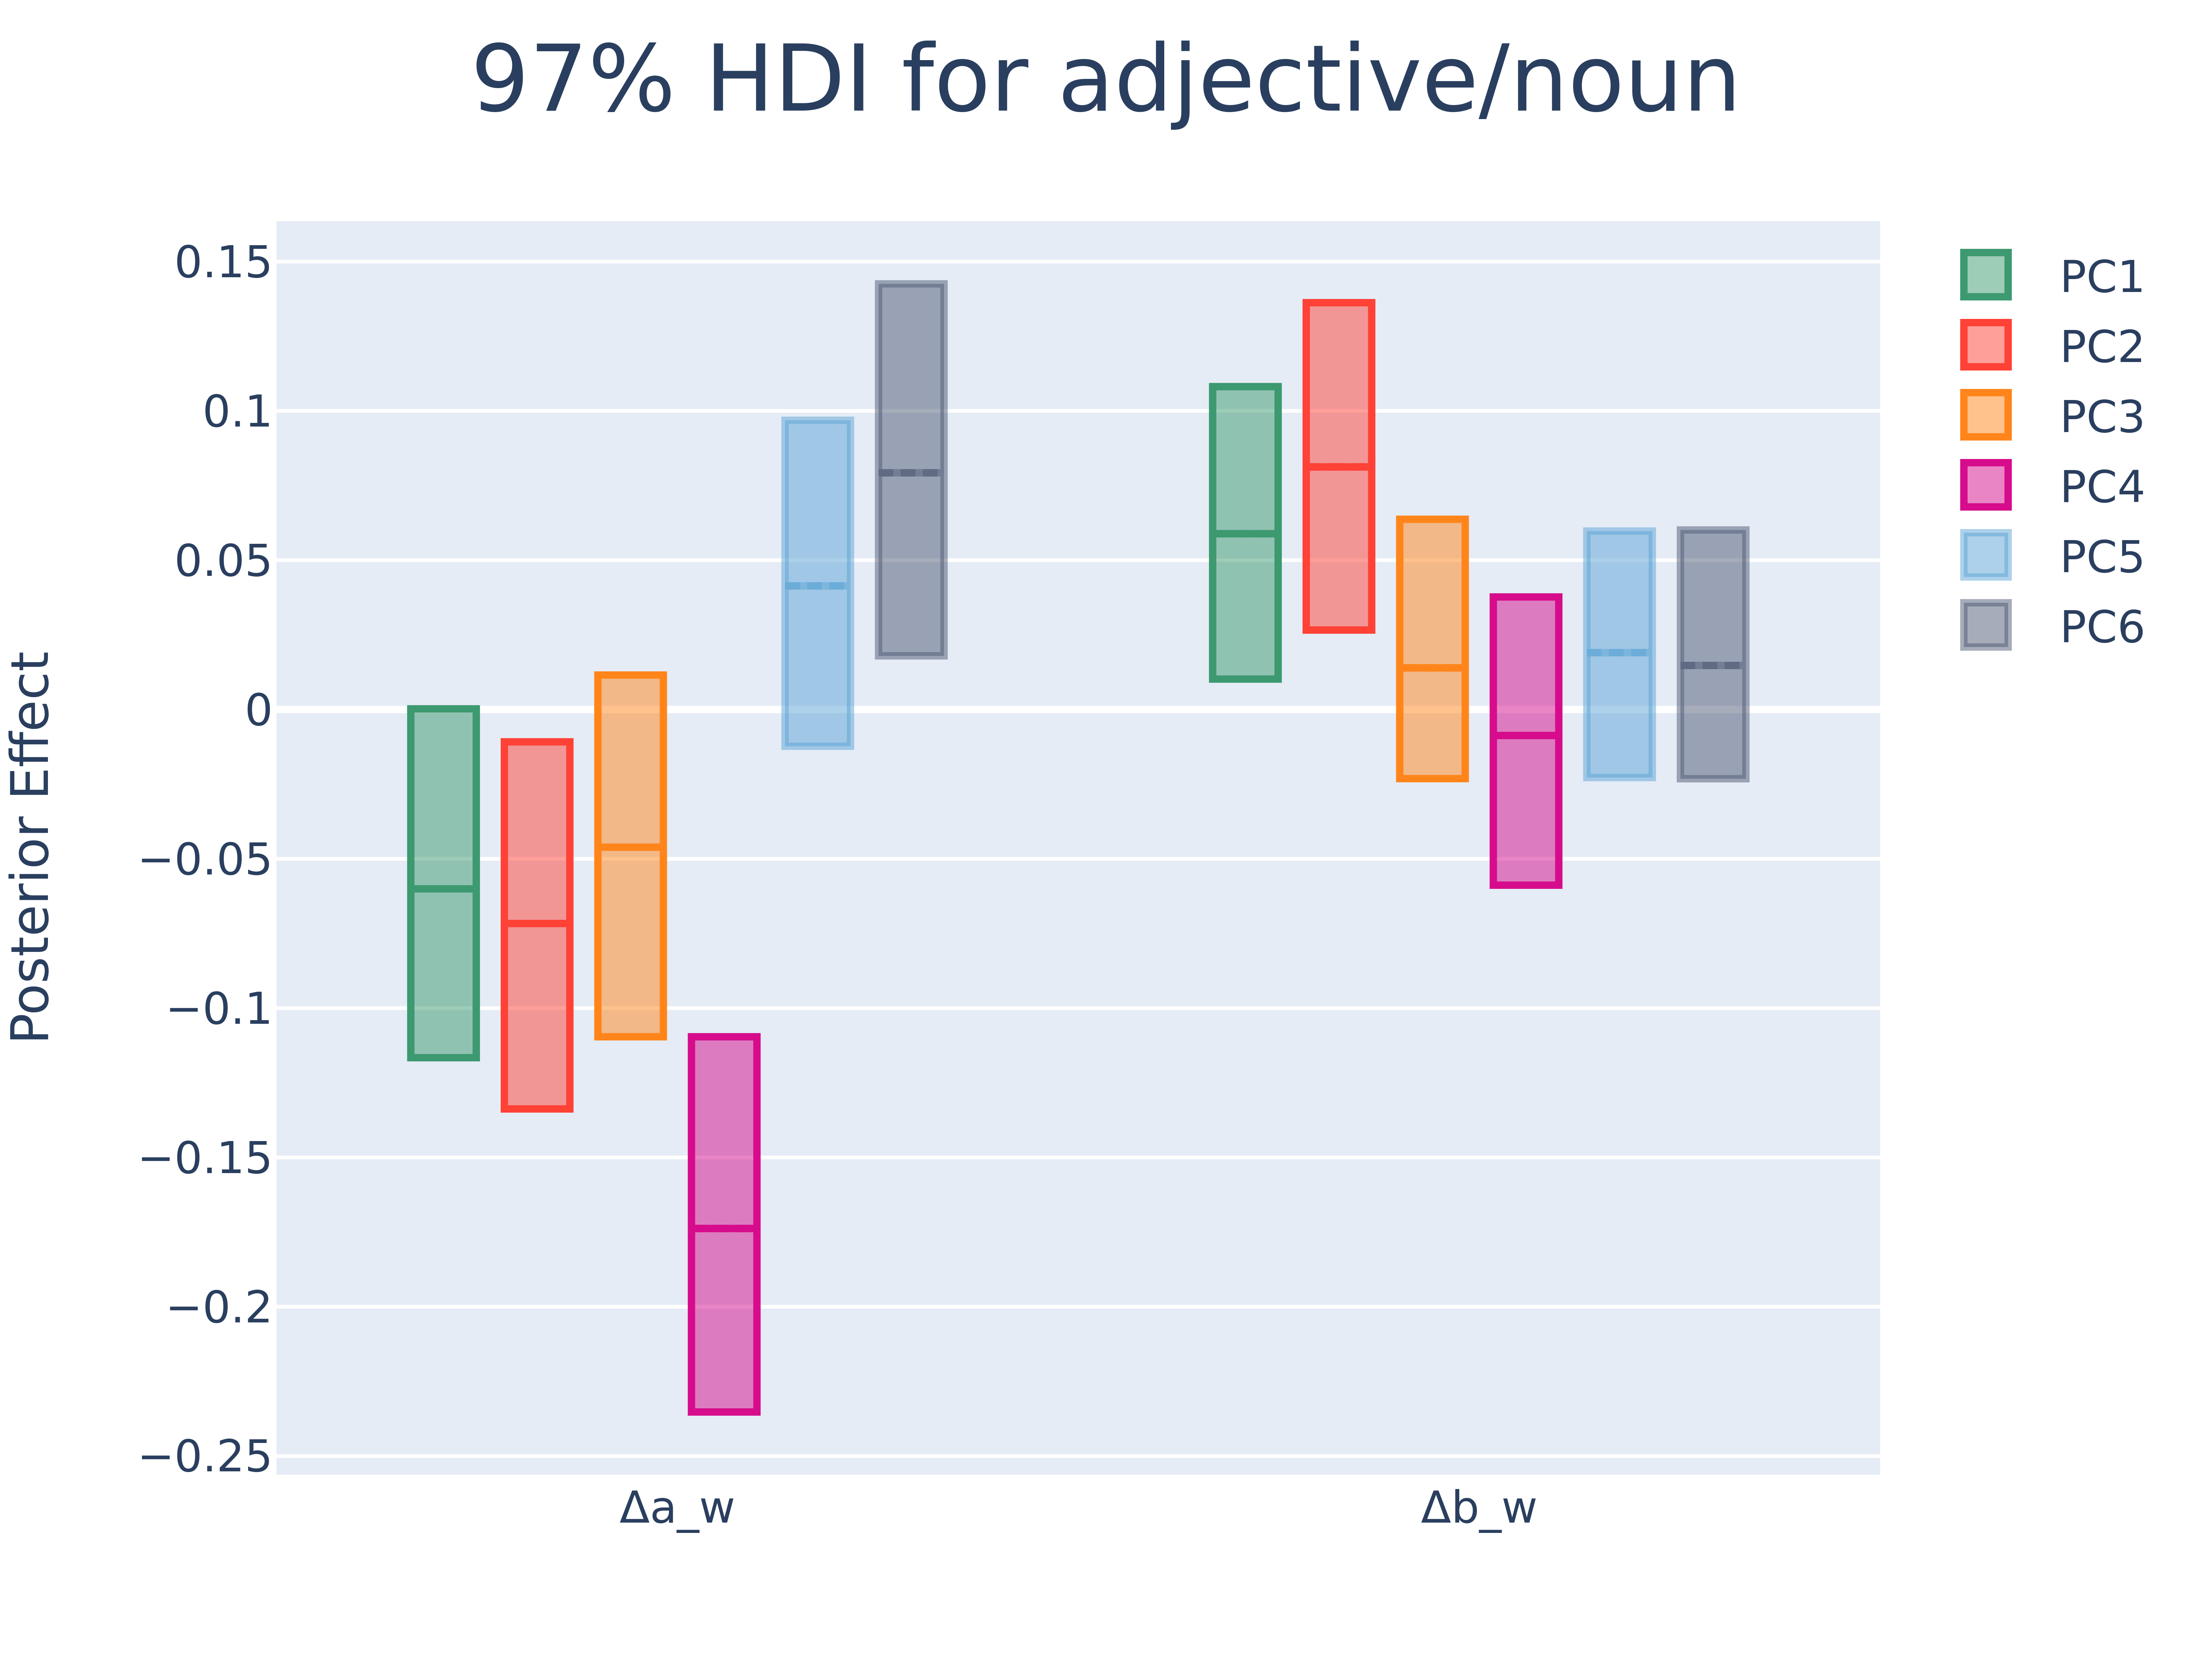 97% HDI for adjective/noun
Posterior Effect
0.15
0.1
0.05
0
−0.05
−0.1
−0.15
−0.2
−0.25
Δa_w
Δb_w
PC1
PC2
PC3
PC4
PC5
PC6